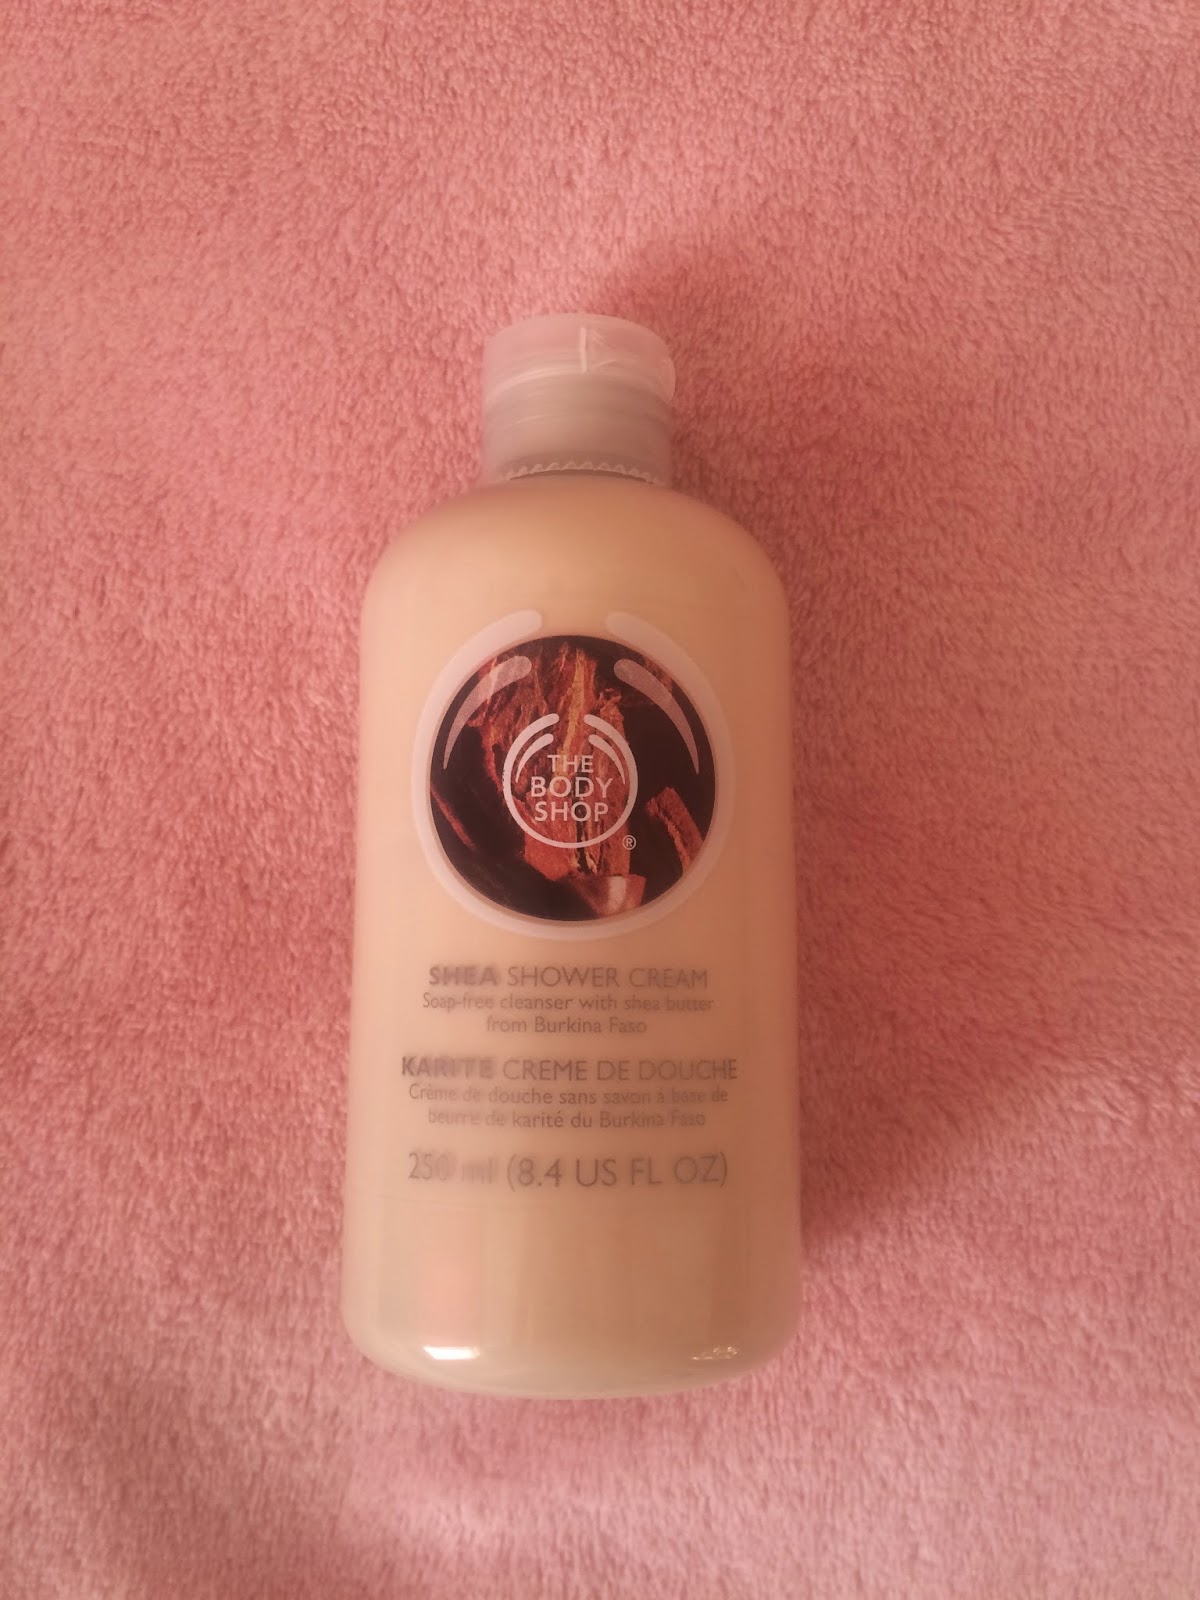 THE
BODY
SHOP
®
SHEA SHOWER CREAM
Soap-free cleanser with shea butter
from Burkina Faso
KARITE CREME DE DOUCHE
Crème de douche sans savon à base de
beurre de karité du Burkina Faso
250 ml (8.4 US FL OZ)